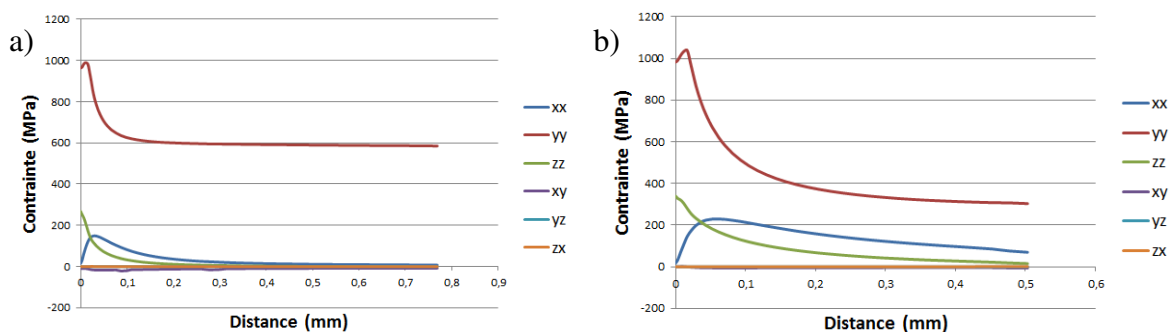 a)
1200
1000
800
600
400
200
0
-200
0 0,1 0,2 0,3 0,4 0,5 0,6 0,7 0,8 0,9
Contrainte (MPa)
Distance (mm)
xx
yy
zz
xy
yz
zx
b)
1200
1000
800
600
400
200
0
-200
0 0,1 0,2 0,3 0,4 0,5 0,6
Contrainte (MPa)
Distance (mm)
xx
yy
zz
xy
yz
zx